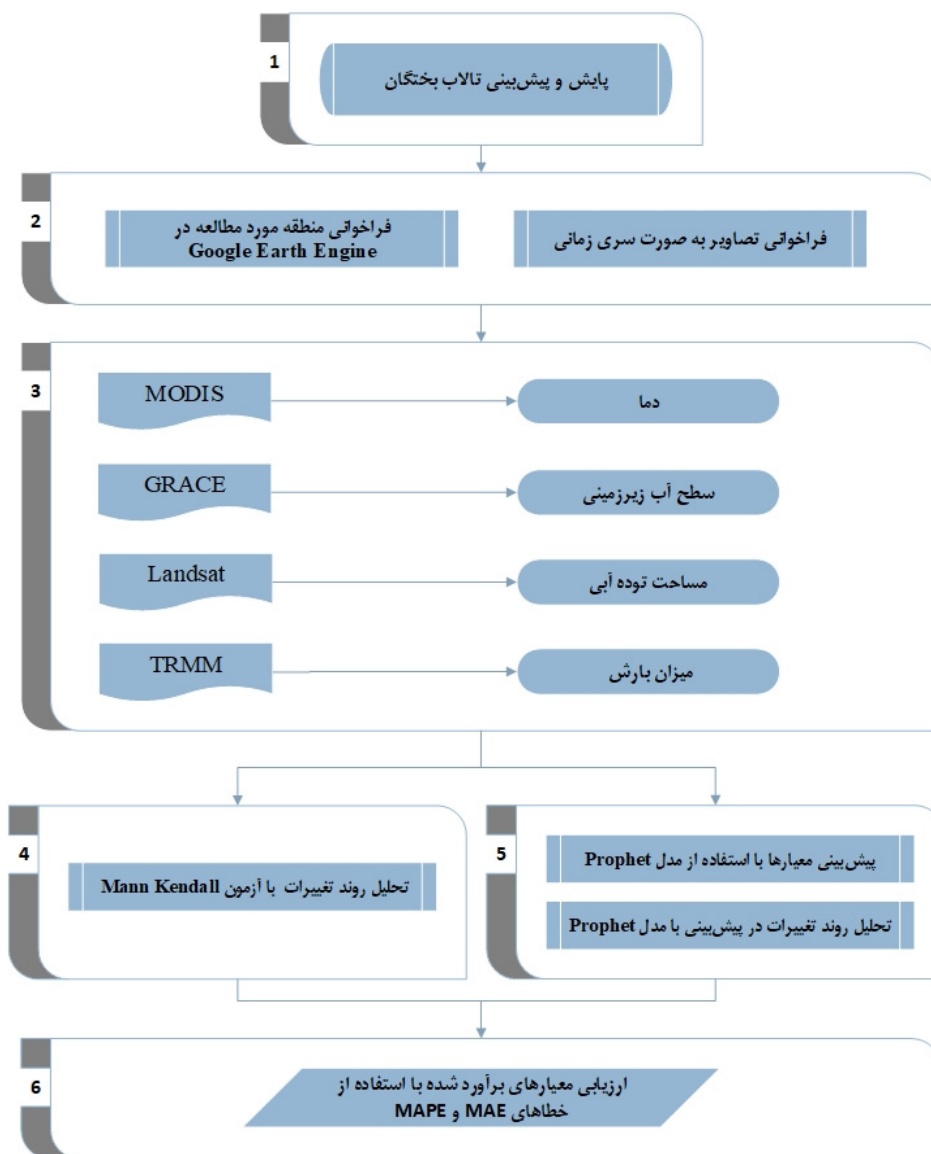 1
پایش و پیش‌بینی تالاب بختگان
2
فراخوانی تصاویر به صورت سری زمانی
فراخوانی منطقه مورد مطالعه در
Google Earth Engine
3
MODIS
دما
GRACE
سطح آب زیرزمینی
Landsat
مساحت توده آبی
TRMM
میزان بارش
4
تحلیل روند تغییرات با آزمون Mann Kendall
5
پیش‌بینی معیارها با استفاده از مدل Prophet
تحلیل روند تغییرات در پیش‌بینی با مدل Prophet
6
ارزیابی معیارهای برآورد شده با استفاده از
خطاهای MAE و MAPE